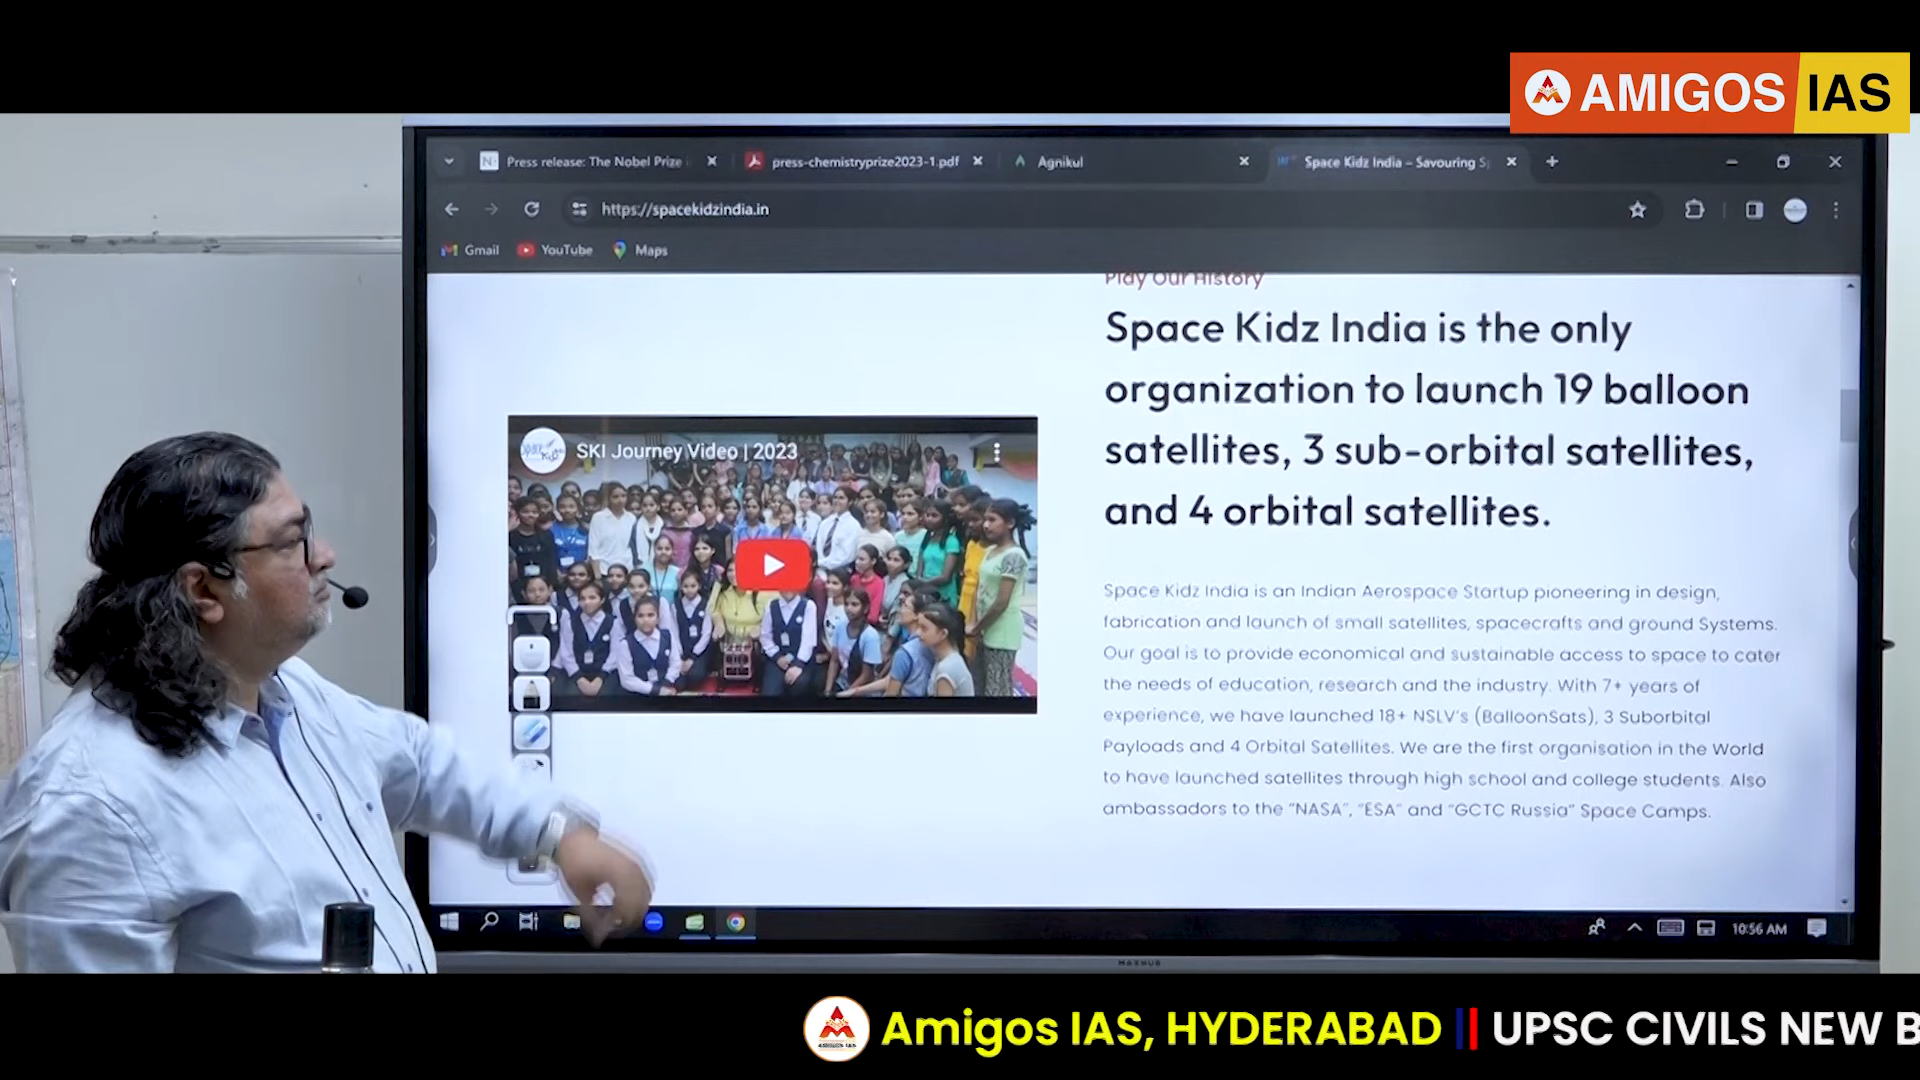 AMIGOS IAS
Press release: The Nobel Prize
press-chemistryprize2023-1.pdf
Agnikul
Space Kidz India – Savouring S
https://spacekidzindia.in
Gmail
YouTube
Maps
Play Our History
Space Kidz India is the only
organization to launch 19 balloon
satellites, 3 sub-orbital satellites,
and 4 orbital satellites.
SKI Journey Video | 2023
Space Kidz India is an Indian Aerospace Startup pioneering in design,
fabrication and launch of small satellites, spacecrafts and ground Systems.
Our goal is to provide economical and sustainable access to space to cater
the needs of education, research and the industry. With 7+ years of
experience, we have launched 18+ NSLV's (BalloonSats), 3 Suborbital
Payloads and 4 Orbital Satellites. We are the first organisation in the World
to have launched satellites through high school and college students. Also
ambassadors to the "NASA", "ESA" and "GCTC Russia" Space Camps.
10:56 AM
MAXHUB
Amigos IAS, HYDERABAD || UPSC CIVILS NEW B